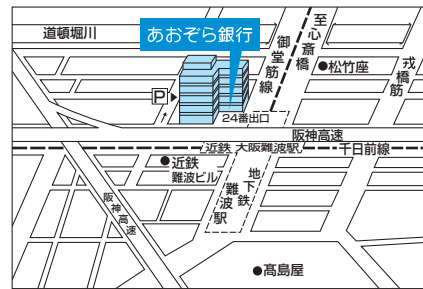 道頓堀川
あおぞら銀行
御堂筋線
至心斎橋
●松竹座
戎橋筋
P
24番出口
阪神高速
近鉄 大阪難波駅
千日前線
●近鉄
難波ビル
地下鉄
難波駅
阪神高速
●髙島屋